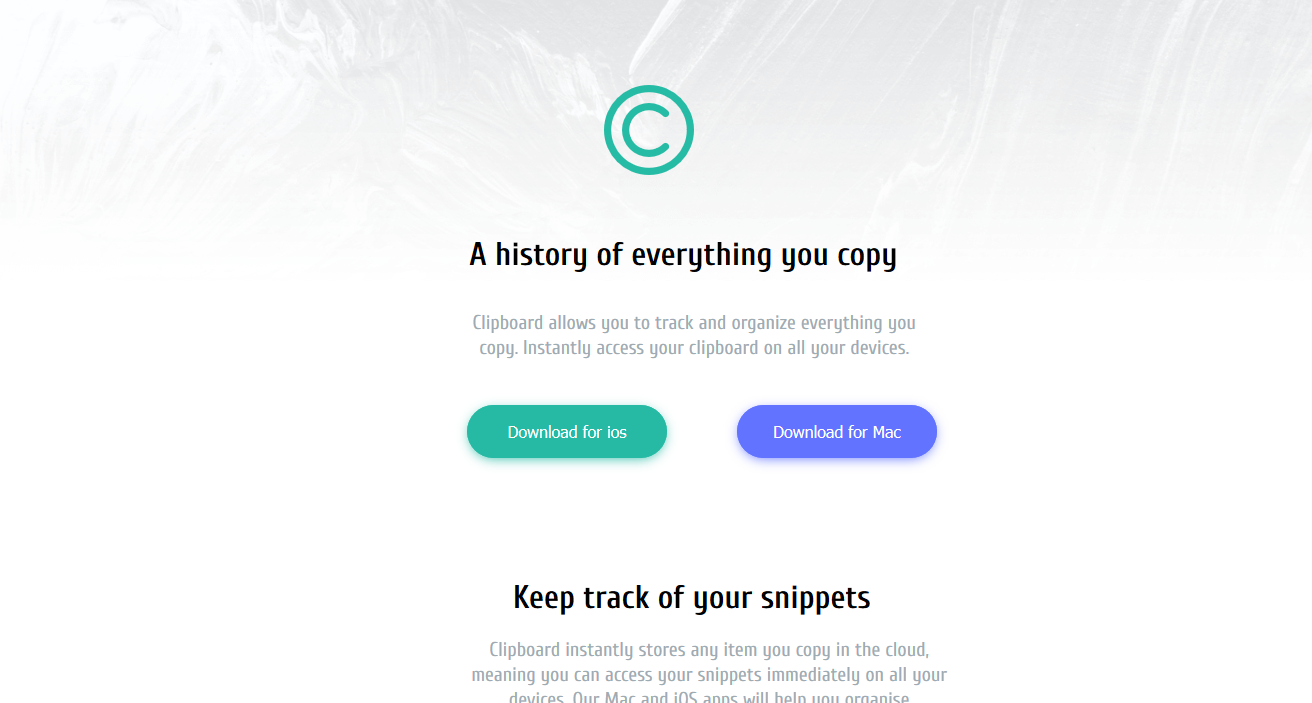 A history of everything you copy
Clipboard allows you to track and organize everything you
copy. Instantly access your clipboard on all your devices.
Download for ios
Download for Mac
Keep track of your snippets
Clipboard instantly stores any item you copy in the cloud,
meaning you can access your snippets immediately on all your
devices. Our Mac and iOS apps will help you organise